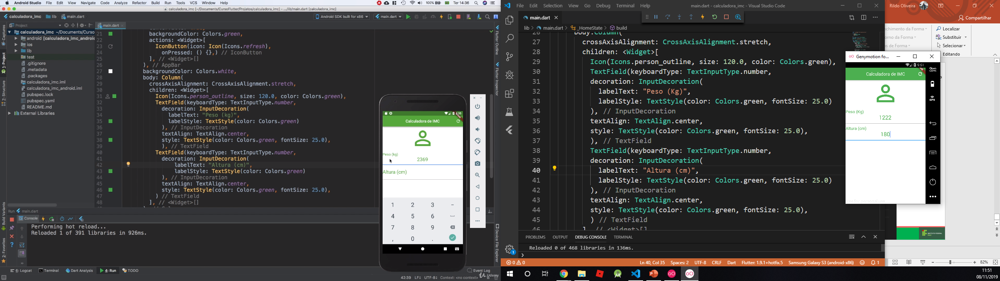 Android Studio File Edit View Navigate Code Analyze Refactor Build Run Tools VCS Window Help 100% Ter 14:36
calculadora_imc [~/Documents/CursoFlutter/Projetos/calculadora_imc] - .../lib/main.dart [calculadora_imc]
calculadora_imc lib main.dart Android SDK built for x86 main.dart
Project main.dart
calculadora_imc ~/Documents/Curso
android [calculadora_imc_androi
ios
lib
test
.gitignore
.metadata
.packages
calculadora_imc.iml
calculadora_imc_android.iml
pubspec.lock
pubspec.yaml
README.md
External Libraries
Captures
1: Project
Z: Structure
Build Variants
2: Favorites
21 backgroundColor: Colors.green,
22 actions: <Widget>[
23 IconButton(icon: Icon(Icons.refresh),
24 onPressed: () {},) // IconButton
25 ], // <Widget>[]
26 ), // AppBar
27 backgroundColor: Colors.white,
28 body: Column(
29 crossAxisAlignment: CrossAxisAlignment.stretch,
30 children: <Widget>[
31 Icon(Icons.person_outline, size: 120.0, color: Colors.green),
32 TextField(keyboardType: TextInputType.number,
33 decoration: InputDecoration(
34 labelText: "Peso (kg)",
35 labelStyle: TextStyle(color: Colors.green)
36 ), // InputDecoration
37 textAlign: TextAlign.center,
38 style: TextStyle(color: Colors.green, fontSize: 25.0),
39 ), // TextField
40 TextField(keyboardType: TextInputType.number,
41 decoration: InputDecoration(
42 labelText: "Altura (cm)",
43 labelStyle: TextStyle(color: Colors.green)
44 ), // InputDecoration
45 textAlign: TextAlign.center,
46 style: TextStyle(color: Colors.green, fontSize: 25.0),
47 ) // TextField
48 ], // <Widget>[]
Flutter Outline
Flutter Inspector
Device File Explorer
Calculadora de IMC
Peso (kg)
2369
Altura (cm)
1 2 3 -
4 5 6
7 8 9
, 0 .
Run main.dart
Console
Performing hot reload...
Reloaded 1 of 391 libraries in 926ms.
6: Logcat Terminal Dart Analysis 4: Run TODO Event Log
42:39 LF UTF-8 Context: <no context>
Udemy
File Edit Selection View Go Debug Terminal Help main.dart - calculadora_imc - Visual Studio Code
main.dart
lib > main.dart > _HomeState > build
26 body:Column(
27 crossAxisAlignment: CrossAxisAlignment.stretch,
28 children: <Widget>[
29 Icon(Icons.person_outline, size: 120.0, color: Colors.green),
30 TextField(keyboardType: TextInputType.number,
31 decoration: InputDecoration(
32 labelText: "Peso (Kg)",
33 labelStyle: TextStyle(color: Colors.green, fontSize: 25.0)
34 ), // InputDecoration
35 textAlign: TextAlign.center,
36 style: TextStyle(color: Colors.green, fontSize: 25.0),
37 ), // TextField
38 TextField(keyboardType: TextInputType.number,
39 decoration: InputDecoration(
40 labelText: "Altura (cm)",
41 labelStyle: TextStyle(color: Colors.green, fontSize: 25.0)
42 ), // InputDecoration
43 textAlign: TextAlign.center,
44 style: TextStyle(color: Colors.green, fontSize: 25.0),
45 ) // TextField
46 ] // <Widget>[]
PROBLEMS OUTPUT DEBUG CONSOLE TERMINAL
Reloaded 0 of 468 libraries in 136ms.
0 0 Ln 40, Col 35 Spaces: 2 UTF-8 CRLF Dart Flutter: 1.9.1+hotfix.5 Samsung Galaxy S3 (android-x86) 1
Genymotion fo...
9:51
Calculadora de IMC
Peso (Kg)
1222
Altura (cm)
180
free for personal use
Open GAPPS
GPS
Rildo Oliveira
Compartilhar
chimento da Forma Localizar
orno da Forma Substituir
os de Forma Selecionar
Editando
INSTITUTO FEDERAL
82%
11:51
08/11/2019